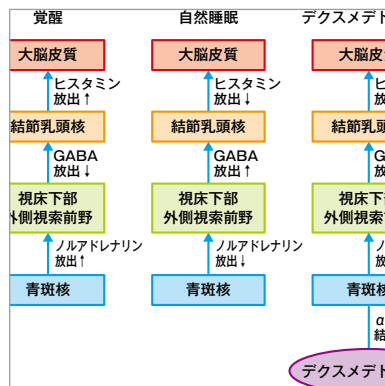 覚醒
大脳皮質
ヒスタミン
放出↑
結節乳頭核
GABA
放出↓
視床下部
外側視索前野
ノルアドレナリン
放出↑
青斑核
自然睡眠
大脳皮質
ヒスタミン
放出↓
結節乳頭核
GABA
放出↑
視床下部
外側視索前野
ノルアドレナリン
放出↓
青斑核
デクスメデト
大脳皮
ヒ
放
結節乳頭
G
放
視床下
外側視索
ノ
放
青斑核
α
結
デクスメデト